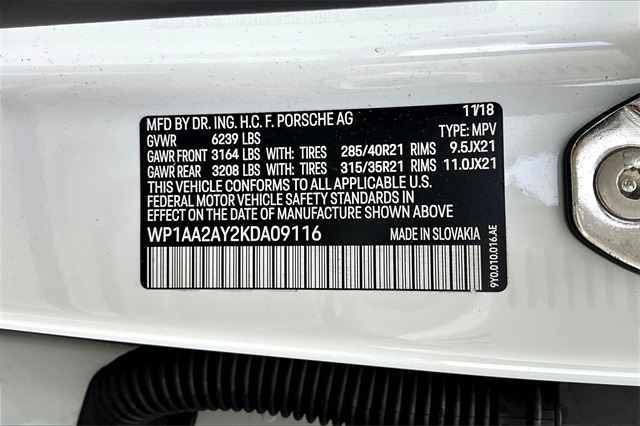 MFD BY DR. ING. H.C. F. PORSCHE AG 11/18
GVWR 6239 LBS TYPE: MPV
GAWR FRONT 3164 LBS WITH: TIRES 285/40R21 RIMS 9.5JX21
GAWR REAR 3208 LBS WITH: TIRES 315/35R21 RIMS 11.0JX21
THIS VEHICLE CONFORMS TO ALL APPLICABLE U.S.
FEDERAL MOTOR VEHICLE SAFETY STANDARDS IN
EFFECT ON THE DATE OF MANUFACTURE SHOWN ABOVE
WP1AA2AY2KDA09116 MADE IN SLOVAKIA
9Y0.010.016.AE